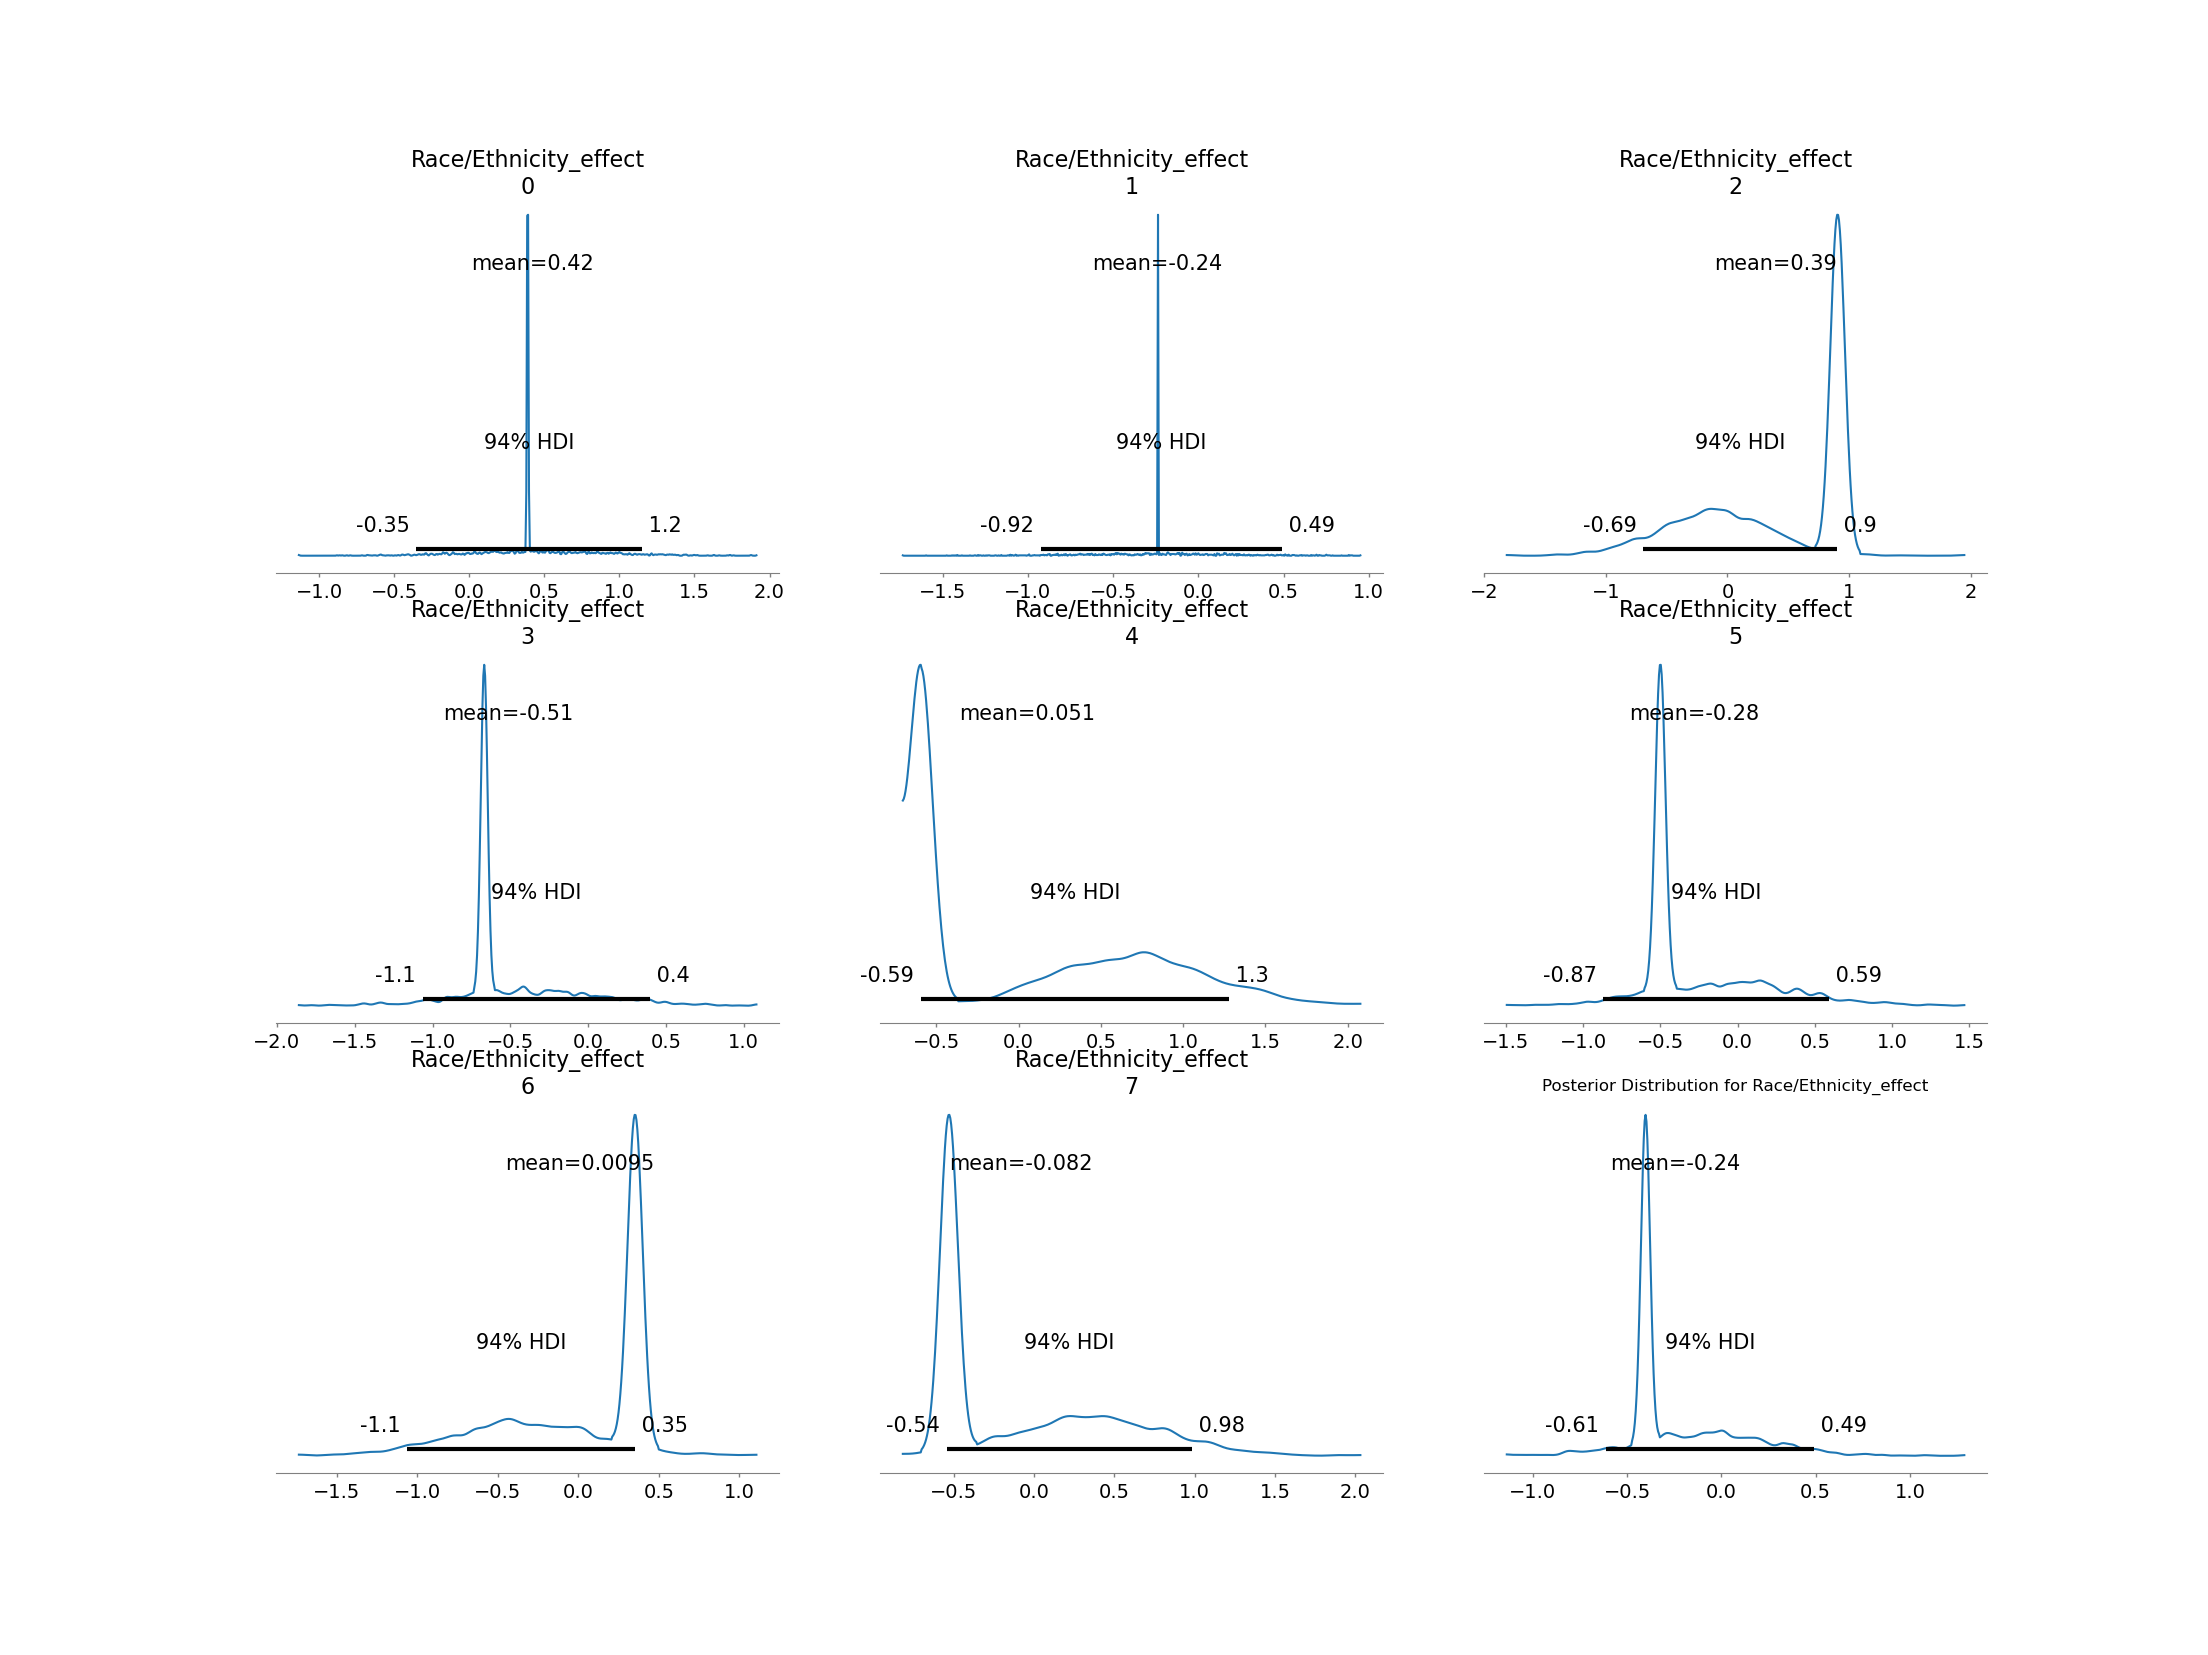 Race/Ethnicity_effect
0
mean=0.42
94% HDI
-0.35 1.2
−1.0 −0.5 0.0 0.5 1.0 1.5 2.0
Race/Ethnicity_effect
1
mean=-0.24
94% HDI
-0.92 0.49
−1.5 −1.0 −0.5 0.0 0.5 1.0
Race/Ethnicity_effect
2
mean=0.39
94% HDI
-0.69 0.9
−2 −1 0 1 2
Race/Ethnicity_effect
3
mean=-0.51
94% HDI
-1.1 0.4
−2.0 −1.5 −1.0 −0.5 0.0 0.5 1.0
Race/Ethnicity_effect
4
mean=0.051
94% HDI
-0.59 1.3
−0.5 0.0 0.5 1.0 1.5 2.0
Race/Ethnicity_effect
5
mean=-0.28
94% HDI
-0.87 0.59
−1.5 −1.0 −0.5 0.0 0.5 1.0 1.5
Race/Ethnicity_effect
6
mean=0.0095
94% HDI
-1.1 0.35
−1.5 −1.0 −0.5 0.0 0.5 1.0
Race/Ethnicity_effect
7
mean=-0.082
94% HDI
-0.54 0.98
−0.5 0.0 0.5 1.0 1.5 2.0
Posterior Distribution for Race/Ethnicity_effect
mean=-0.24
94% HDI
-0.61 0.49
−1.0 −0.5 0.0 0.5 1.0